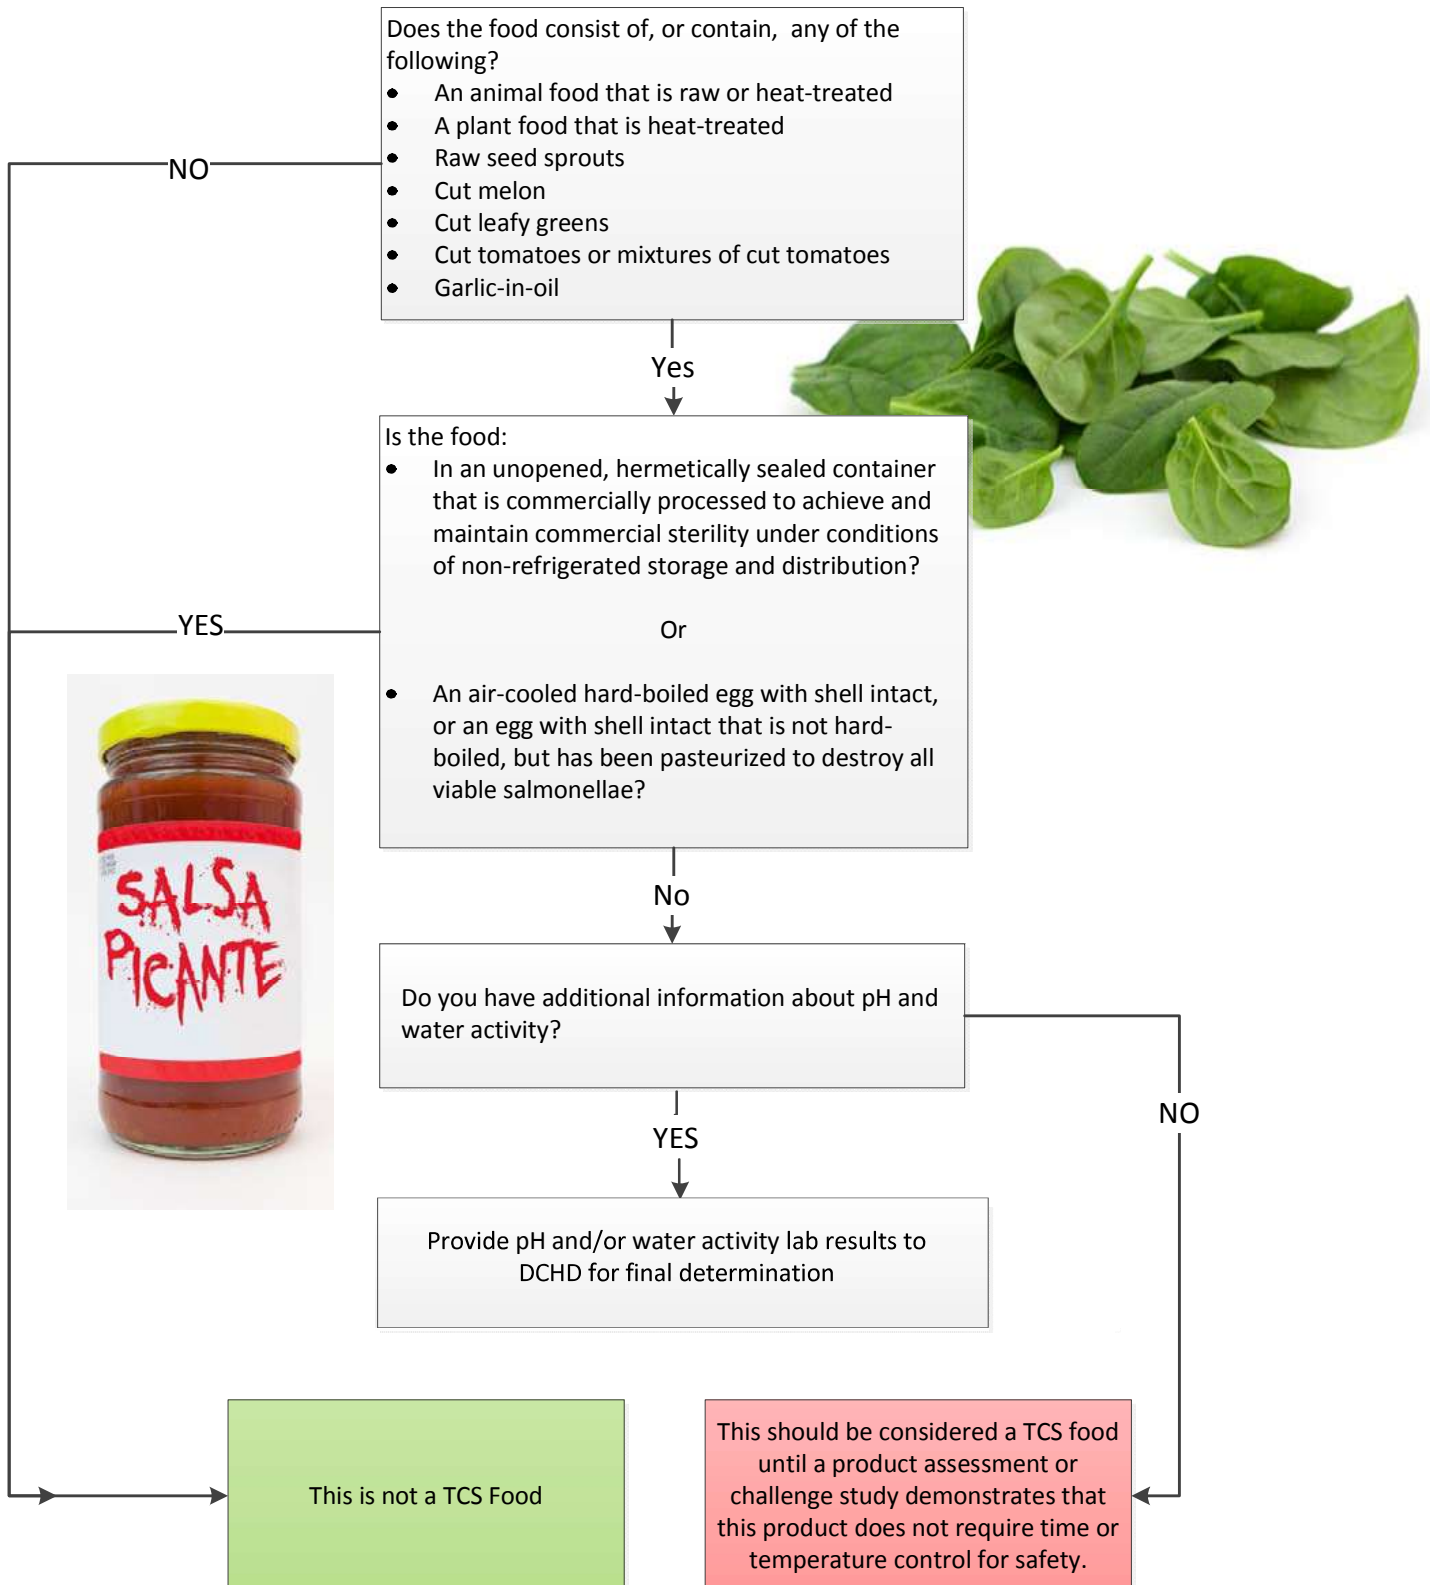 Does the food consist of, or contain,  any of the
following?
• An animal food that is raw or heat-treated
• A plant food that is heat-treated
• Raw seed sprouts
• Cut melon
• Cut leafy greens
• Cut tomatoes or mixtures of cut tomatoes
• Garlic-in-oil
NO
Yes
Is the food:
• In an unopened, hermetically sealed container
that is commercially processed to achieve and
maintain commercial sterility under conditions
of non-refrigerated storage and distribution?
Or
• An air-cooled hard-boiled egg with shell intact,
or an egg with shell intact that is not hard-
boiled, but has been pasteurized to destroy all
viable salmonellae?
YES
SALSA
PICANTE
No
Do you have additional information about pH and
water activity?
NO
YES
Provide pH and/or water activity lab results to
DCHD for final determination
This is not a TCS Food
This should be considered a TCS food
until a product assessment or
challenge study demonstrates that
this product does not require time or
temperature control for safety.